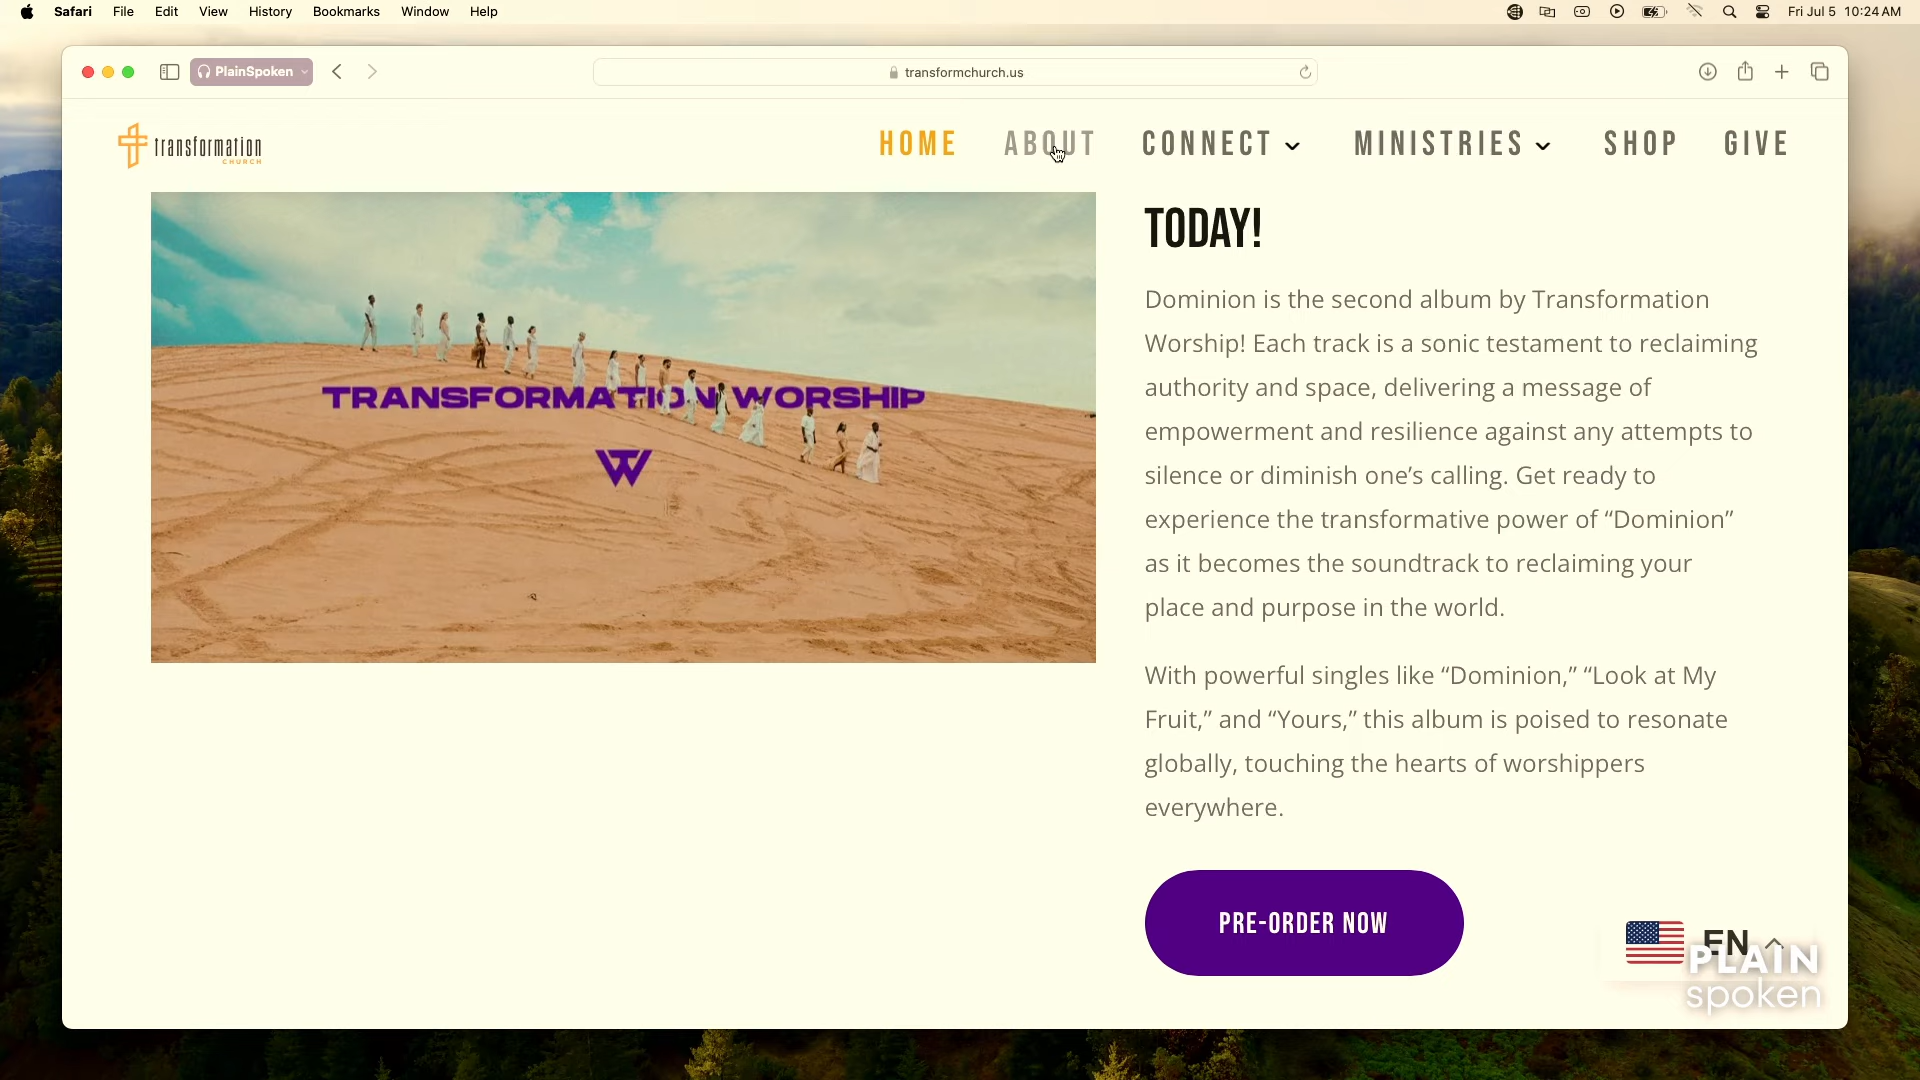 Safari File Edit View History Bookmarks Window Help Fri Jul 5 10:24 AM
PlainSpoken
transformchurch.us
transformation
CHURCH
HOME ABOUT CONNECT MINISTRIES SHOP GIVE
TRANSFORMATION WORSHIP
TW
TODAY!
Dominion is the second album by Transformation
Worship! Each track is a sonic testament to reclaiming
authority and space, delivering a message of
empowerment and resilience against any attempts to
silence or diminish one’s calling. Get ready to
experience the transformative power of “Dominion”
as it becomes the soundtrack to reclaiming your
place and purpose in the world.
With powerful singles like “Dominion,” “Look at My
Fruit,” and “Yours,” this album is poised to resonate
globally, touching the hearts of worshippers
everywhere.
PRE-ORDER NOW
EN
PLAIN
spoken